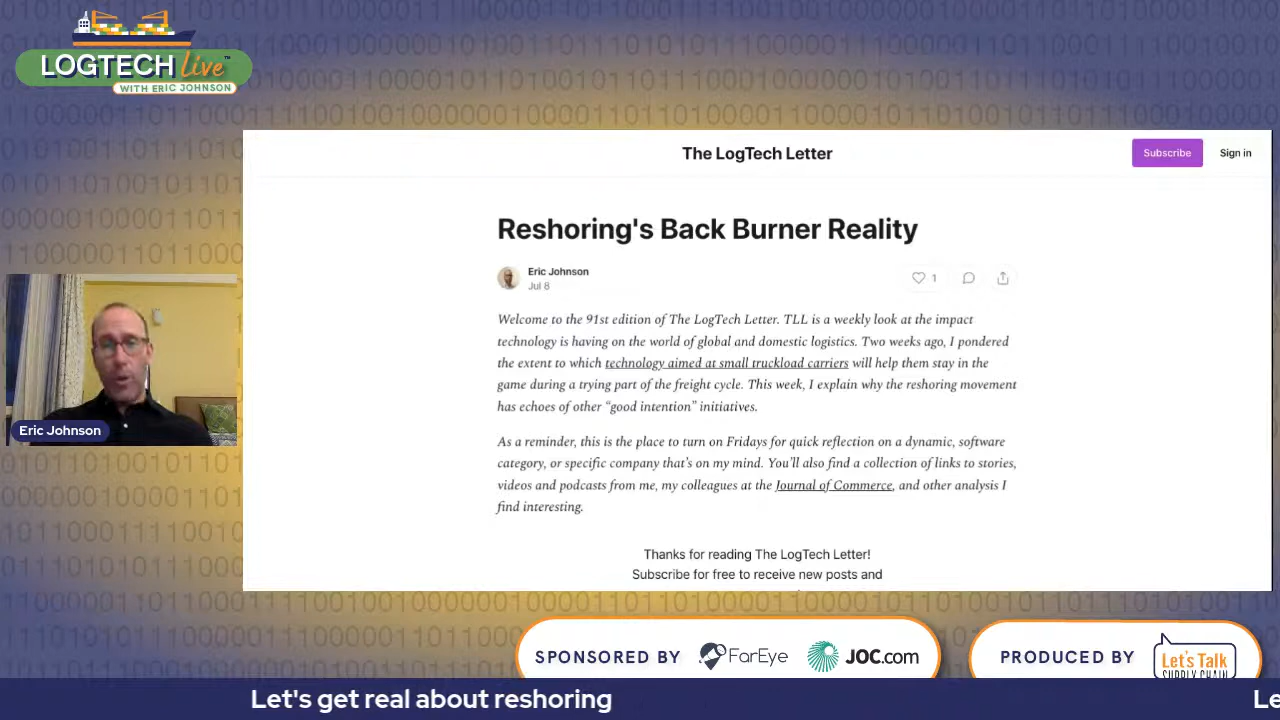 LOGTECH live™
WITH ERIC JOHNSON
The LogTech Letter
Subscribe
Sign in
Reshoring's Back Burner Reality
Eric Johnson
Jul 8
1
Welcome to the 91st edition of The LogTech Letter. TLL is a weekly look at the impact
technology is having on the world of global and domestic logistics. Two weeks ago, I pondered
the extent to which technology aimed at small truckload carriers will help them stay in the
game during a trying part of the freight cycle. This week, I explain why the reshoring movement
has echoes of other “good intention” initiatives.
As a reminder, this is the place to turn on Fridays for quick reflection on a dynamic, software
category, or specific company that’s on my mind. You’ll also find a collection of links to stories,
videos and podcasts from me, my colleagues at the Journal of Commerce, and other analysis I
find interesting.
Thanks for reading The LogTech Letter!
Subscribe for free to receive new posts and
Eric Johnson
SPONSORED BY FarEye JOC.com
PRODUCED BY Let's Talk
SUPPLY CHAIN
Let's get real about reshoring
Le